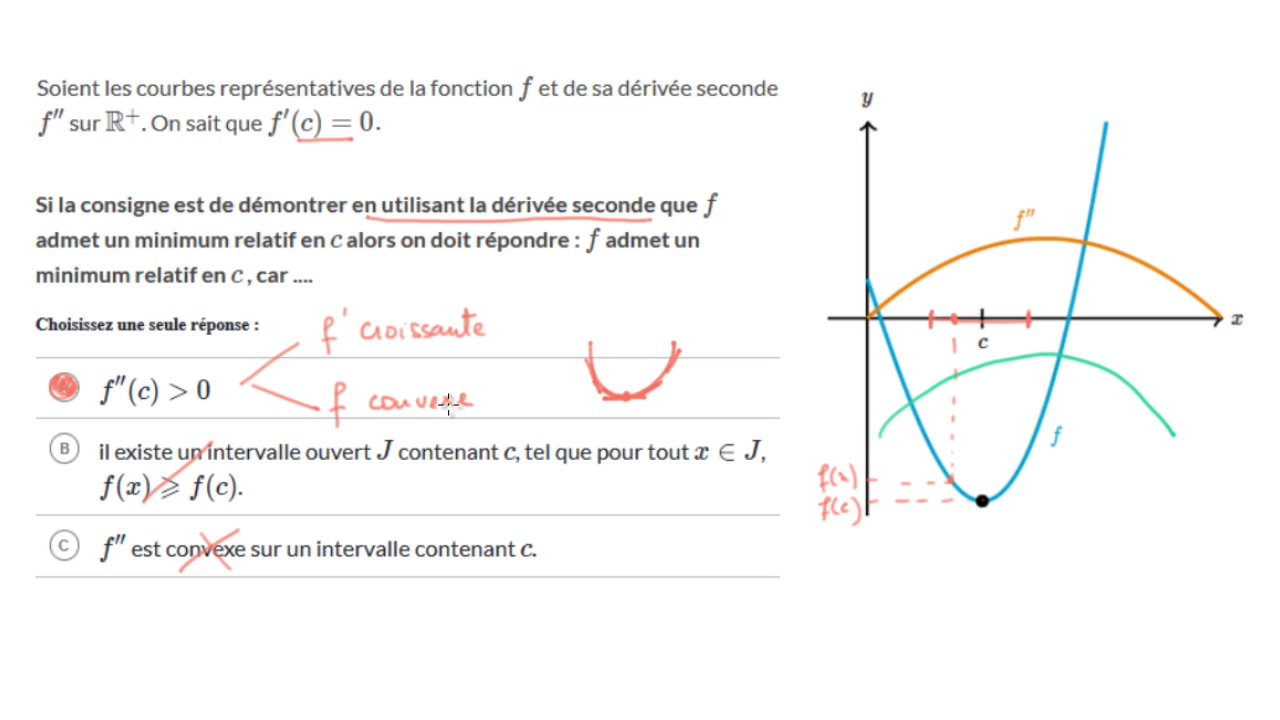 Soient les courbes représentatives de la fonction f et de sa dérivée seconde
f'' sur ℝ⁺. On sait que f'(c) = 0.
Si la consigne est de démontrer en utilisant la dérivée seconde que f
admet un minimum relatif en c alors on doit répondre : f admet un
minimum relatif en c, car ....
Choisissez une seule réponse :
f' croissante
f''(c) > 0
f convexe
B il existe un intervalle ouvert J contenant c, tel que pour tout x ∈ J,
f(x) ⩾ f(c).
C f'' est convexe sur un intervalle contenant c.
y
f''
x
c
f
f(x)
f(c)